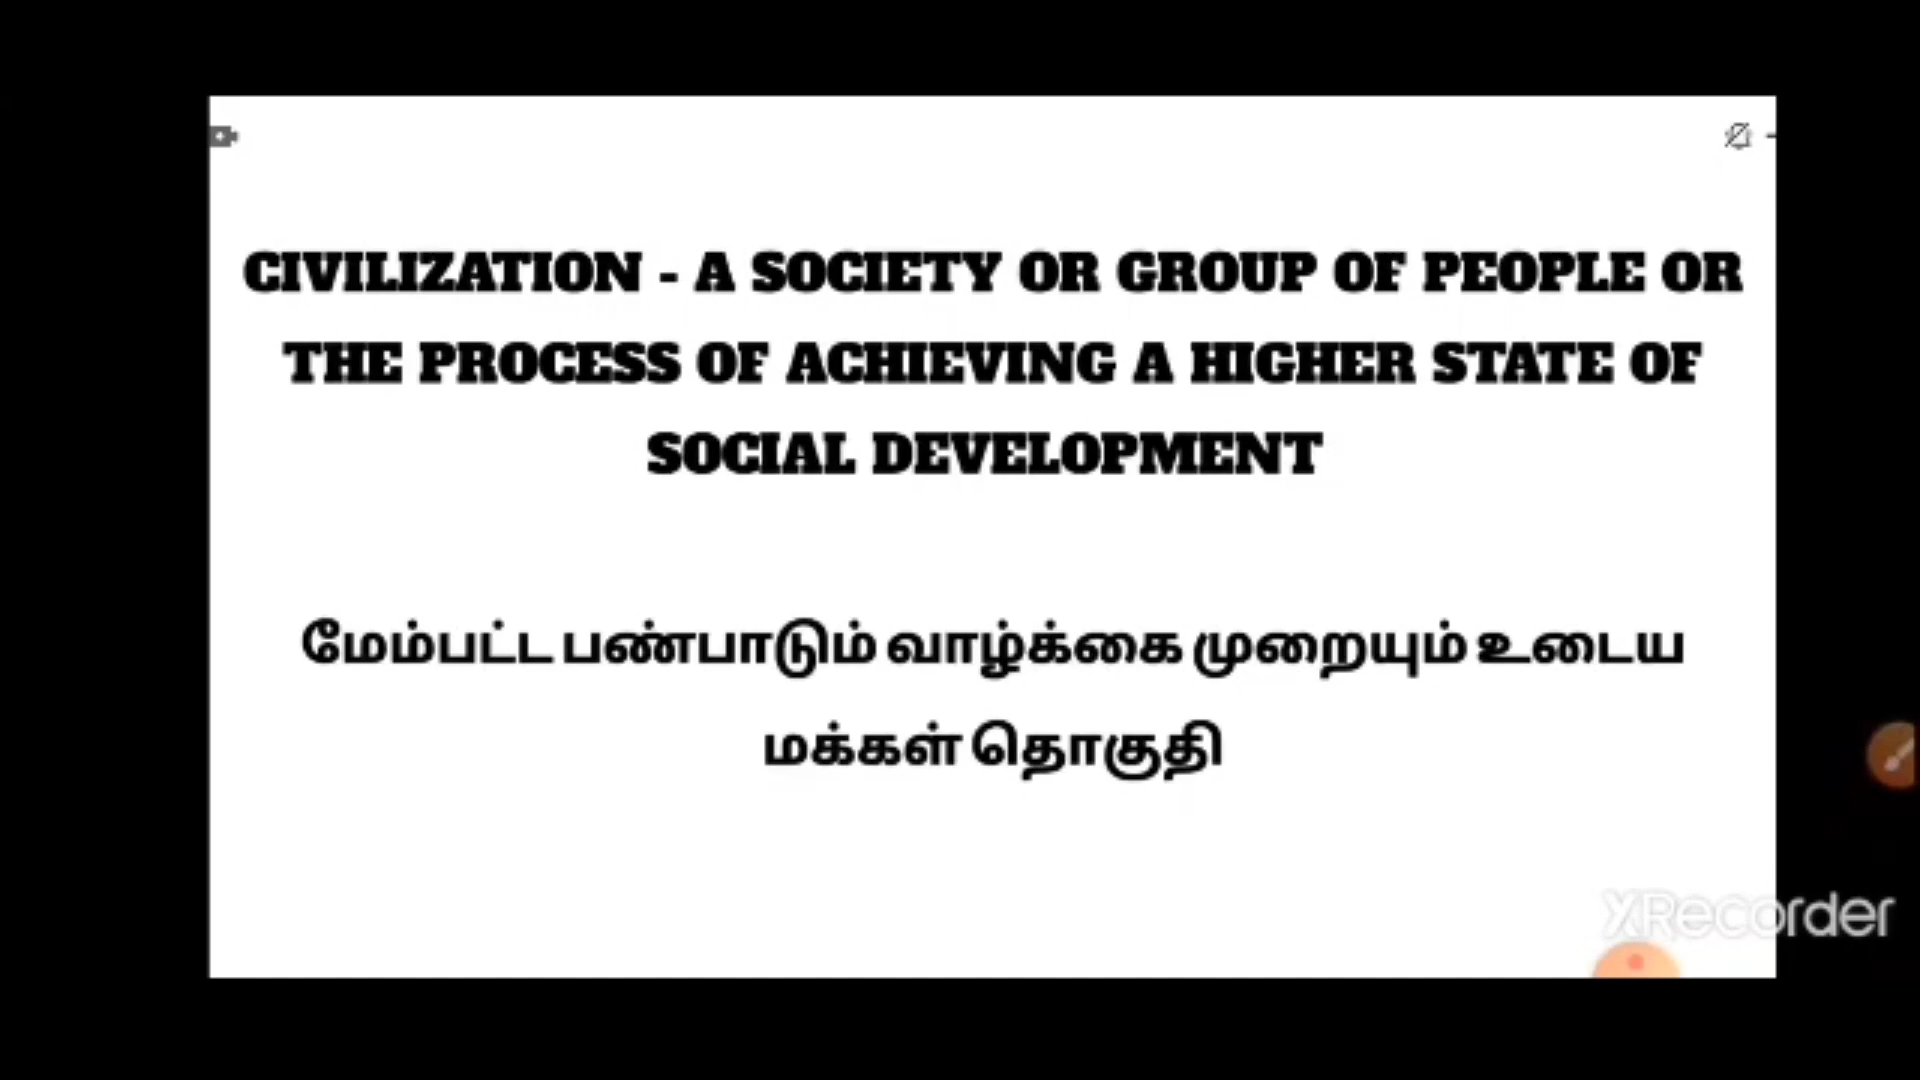 CIVILIZATION - A SOCIETY OR GROUP OF PEOPLE OR
THE PROCESS OF ACHIEVING A HIGHER STATE OF
SOCIAL DEVELOPMENT
மேம்பட்ட பண்பாடும் வாழ்க்கை முறையும் உடைய
மக்கள் தொகுதி
XRecorder